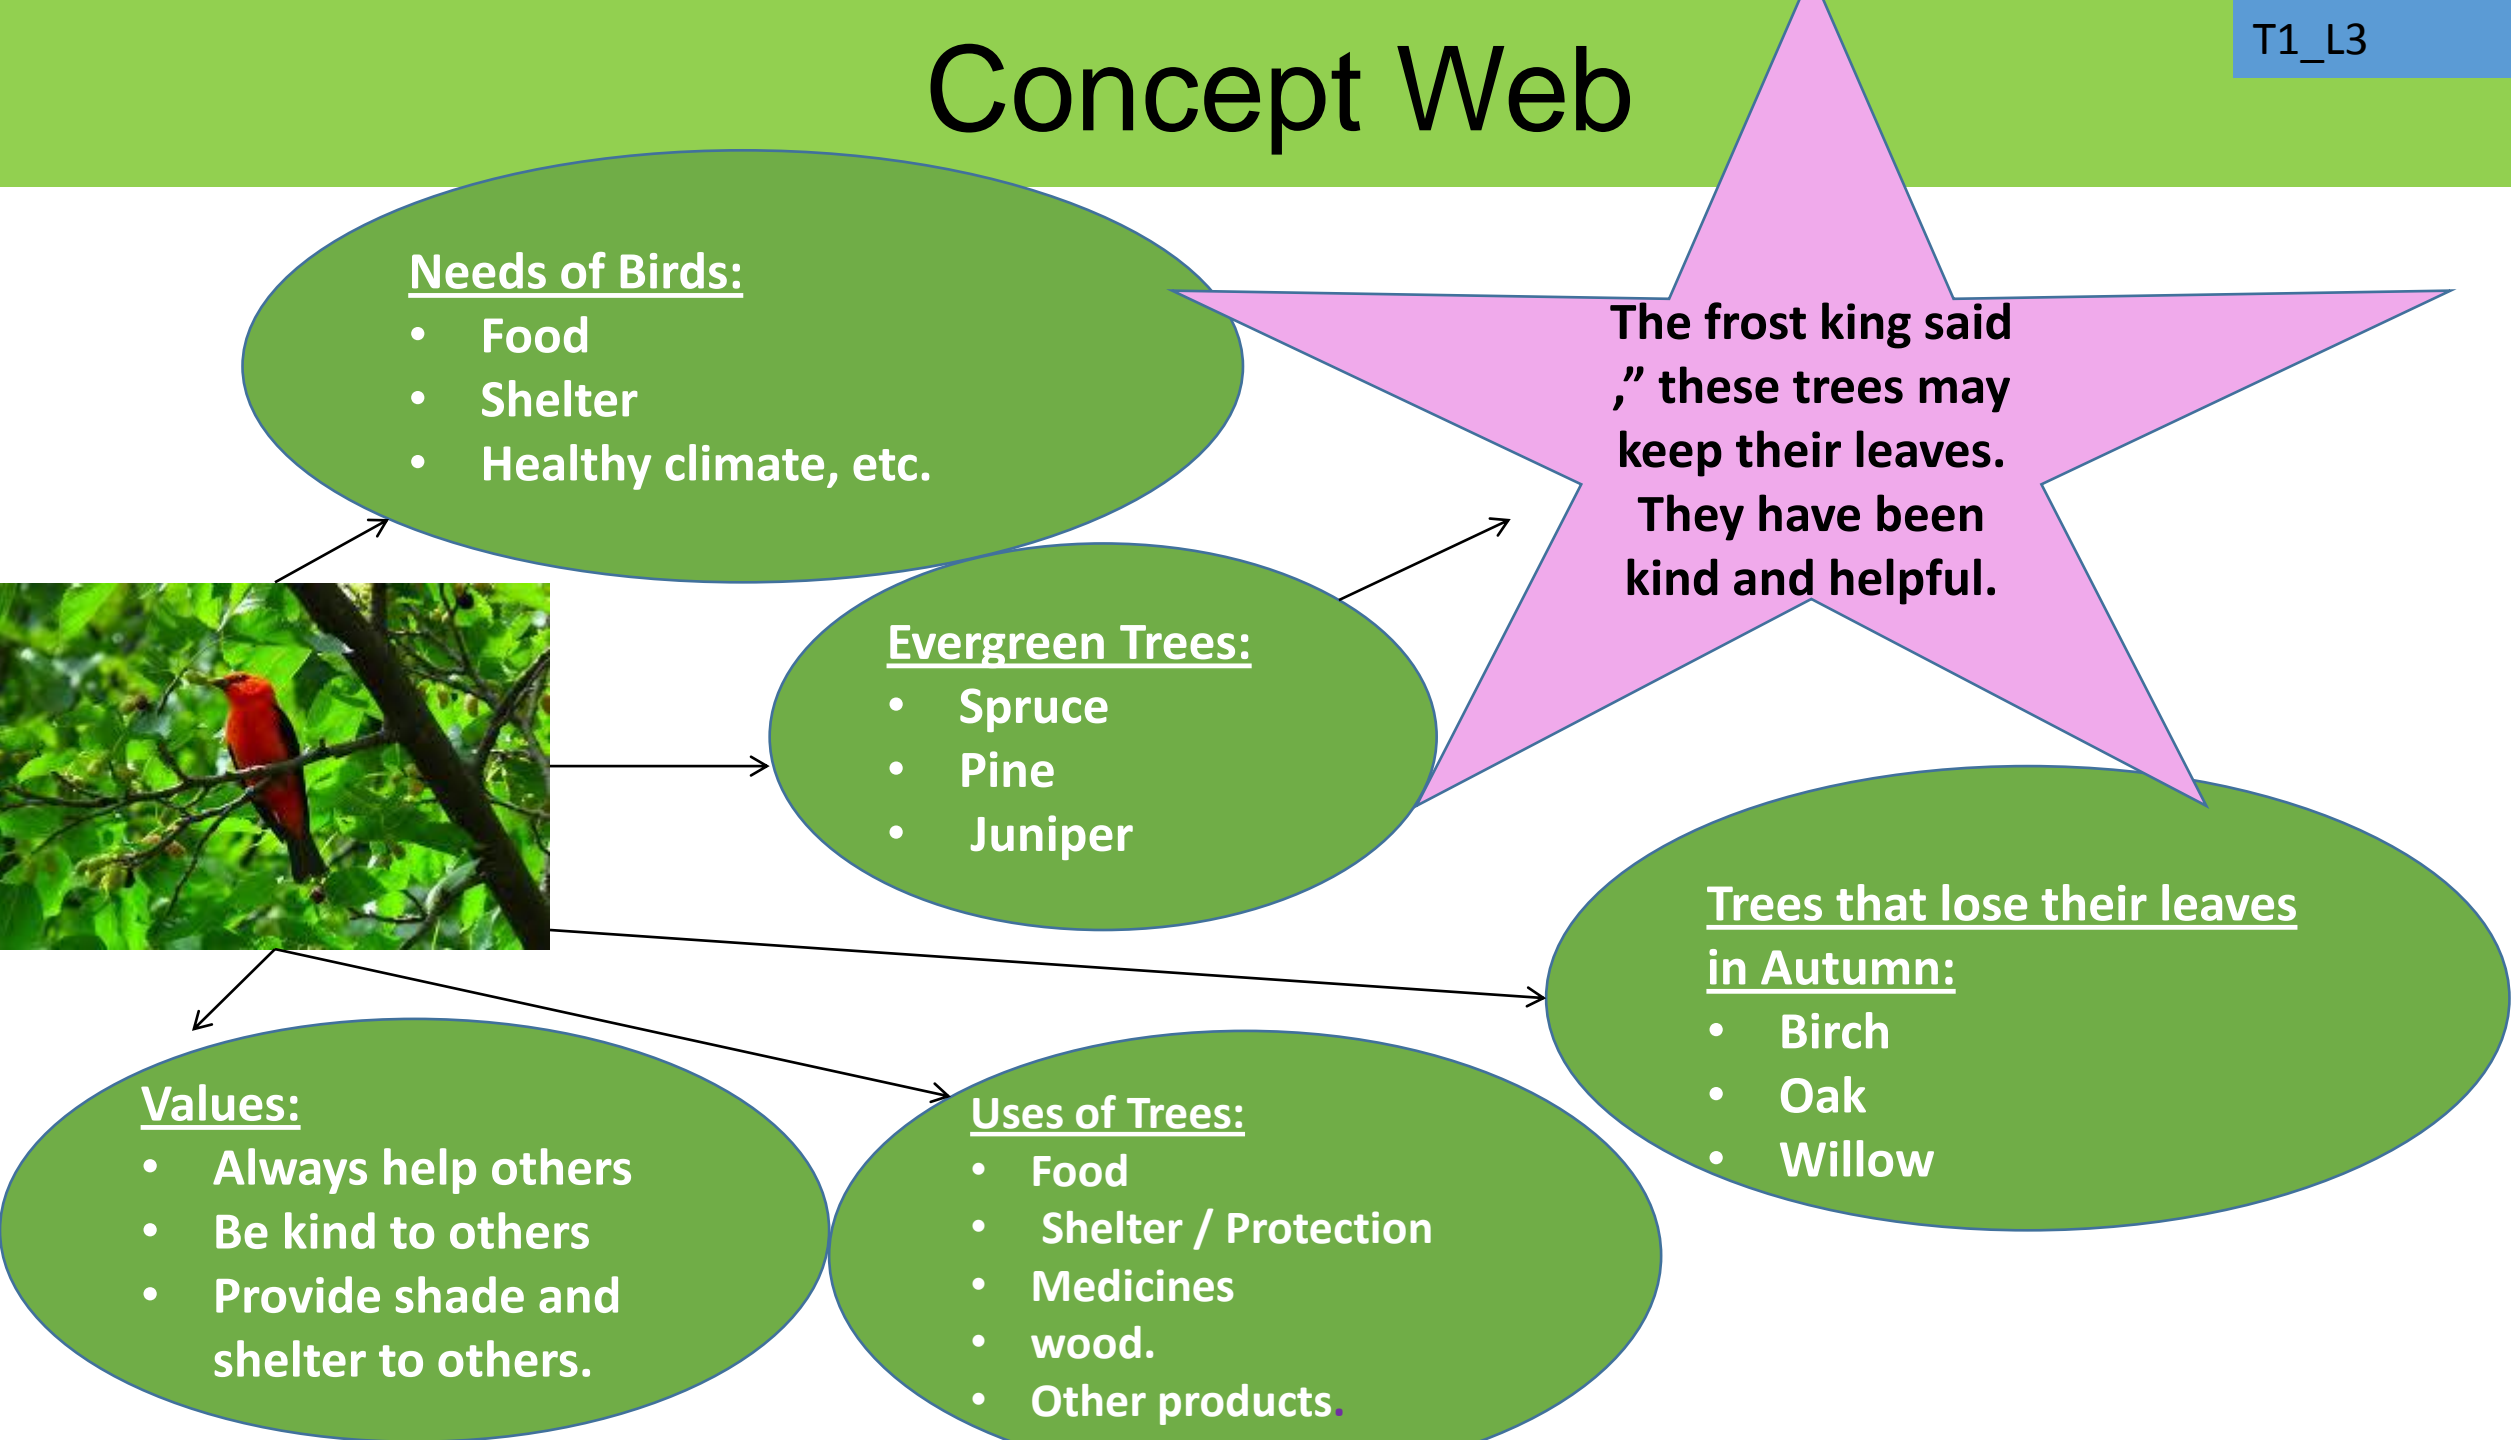 Concept Web
T1_L3
Needs of Birds:
• Food
• Shelter
• Healthy climate, etc.
The frost king said
,” these trees may
keep their leaves.
They have been
kind and helpful.
Evergreen Trees:
• Spruce
• Pine
• Juniper
Trees that lose their leaves
in Autumn:
• Birch
• Oak
• Willow
Values:
• Always help others
• Be kind to others
• Provide shade and
shelter to others.
Uses of Trees:
• Food
• Shelter / Protection
• Medicines
• wood.
• Other products.